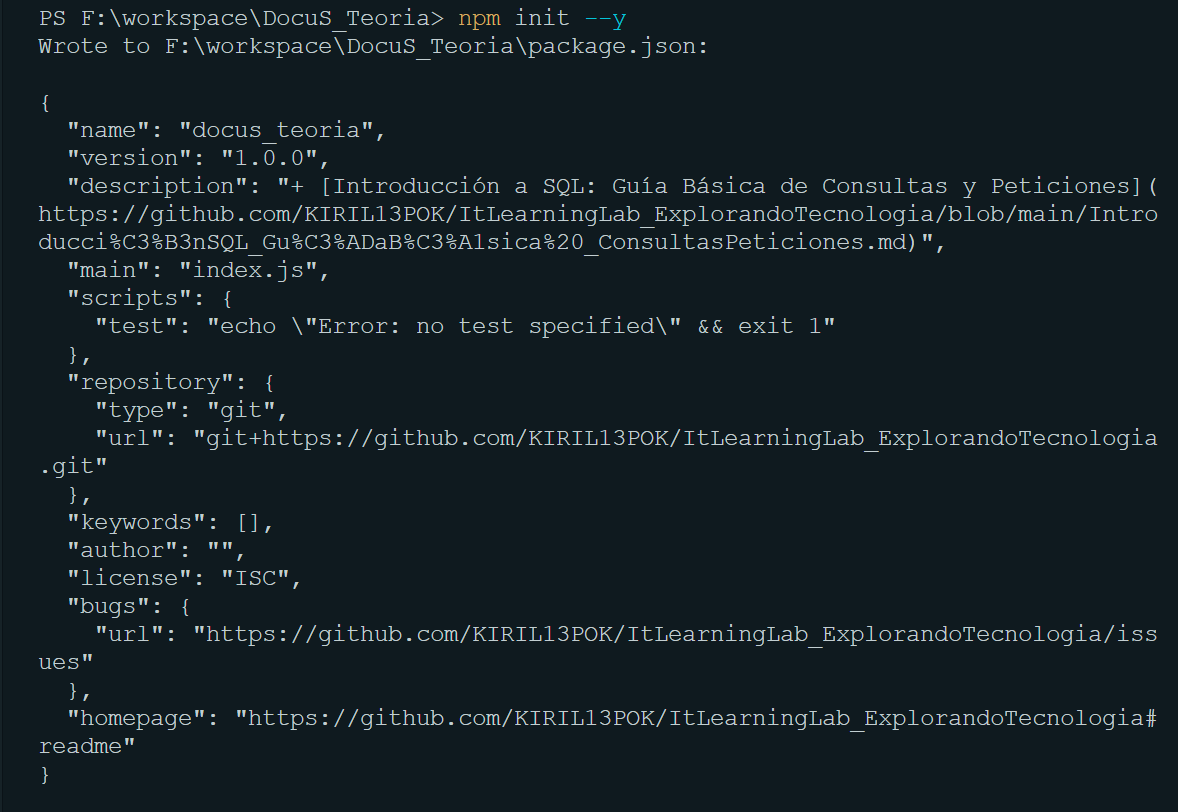 PS F:\workspace\DocuS_Teoria> npm init --y
Wrote to F:\workspace\DocuS_Teoria\package.json:
{
"name": "docus_teoria",
"version": "1.0.0",
"description": "+ [Introducción a SQL: Guía Básica de Consultas y Peticiones](
https://github.com/KIRIL13POK/ItLearningLab_ExplorandoTecnologia/blob/main/Intro
ducci%C3%B3nSQL_Gu%C3%ADaB%C3%A1sica%20_ConsultasPeticiones.md)",
"main": "index.js",
"scripts": {
"test": "echo \"Error: no test specified\" && exit 1"
},
"repository": {
"type": "git",
"url": "git+https://github.com/KIRIL13POK/ItLearningLab_ExplorandoTecnologia
.git"
},
"keywords": [],
"author": "",
"license": "ISC",
"bugs": {
"url": "https://github.com/KIRIL13POK/ItLearningLab_ExplorandoTecnologia/iss
ues"
},
"homepage": "https://github.com/KIRIL13POK/ItLearningLab_ExplorandoTecnologia#
readme"
}